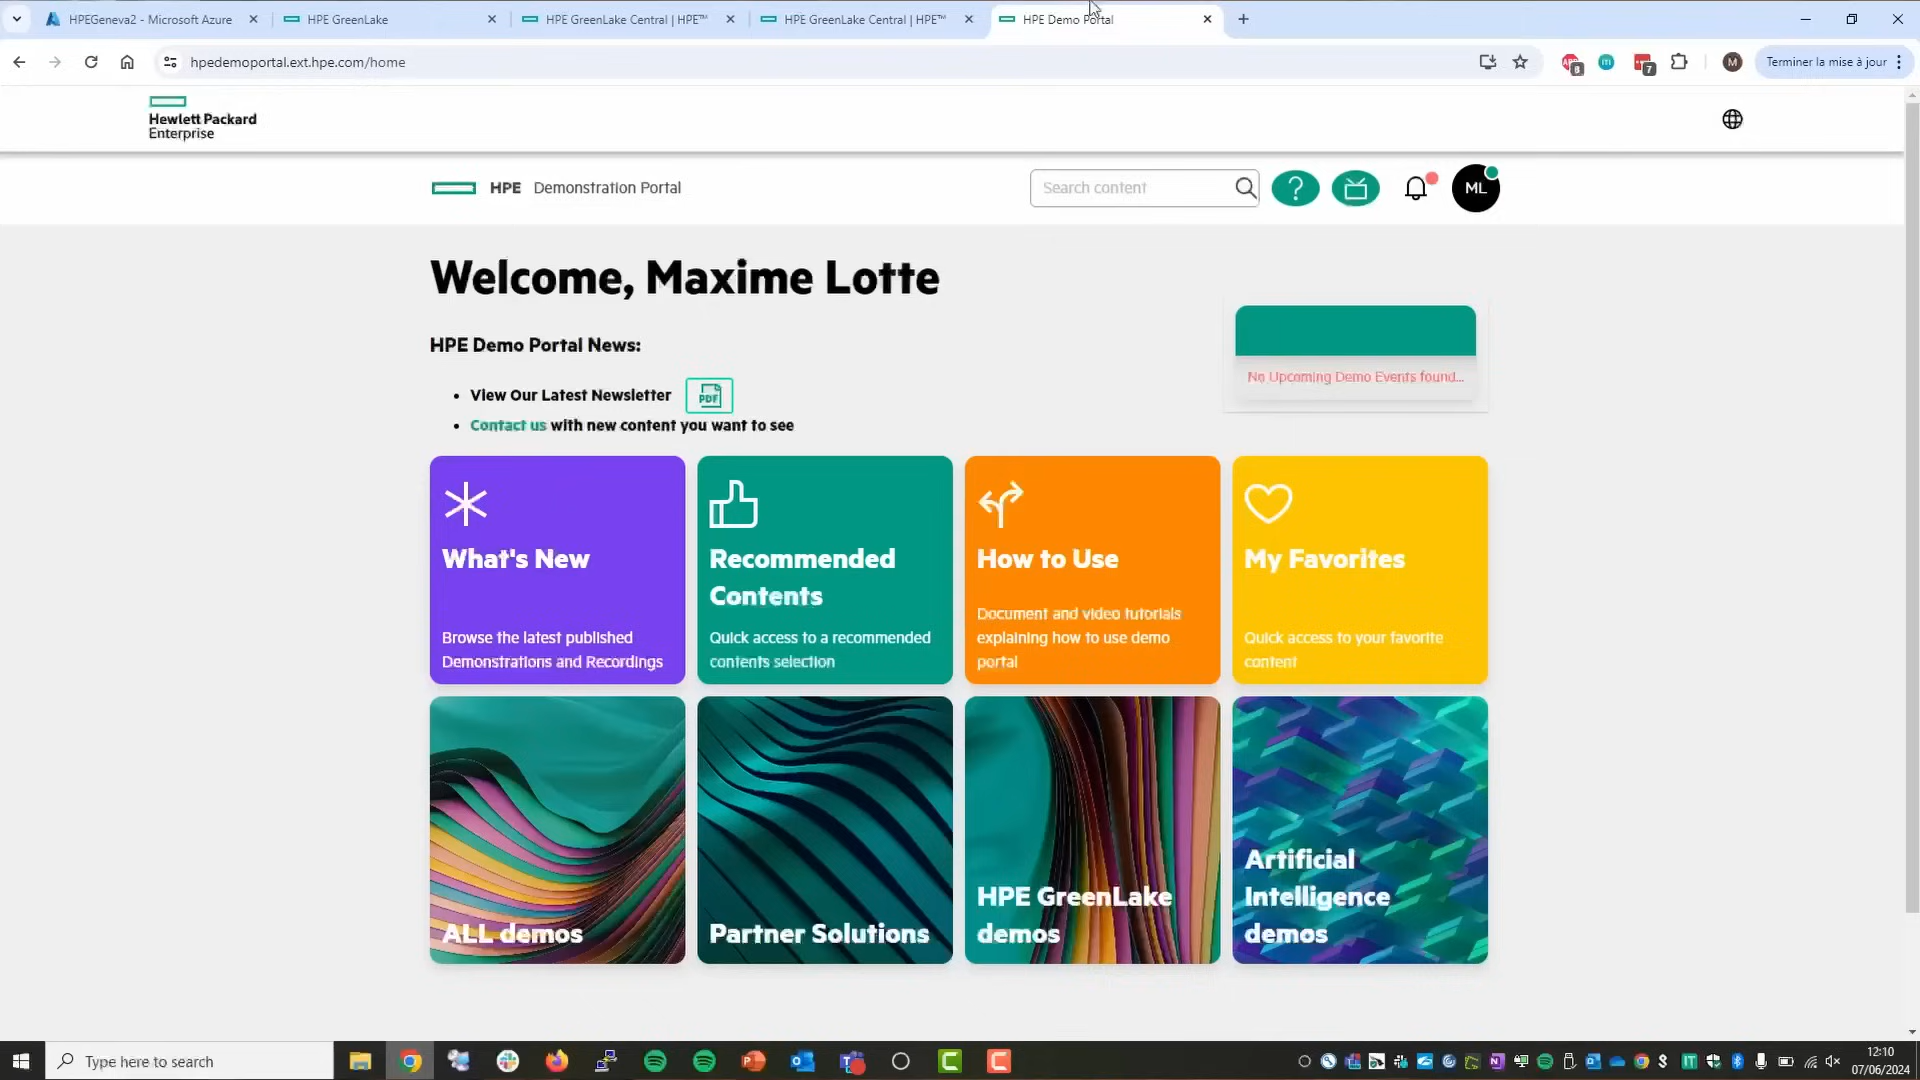 HPEGeneva2 - Microsoft Azure
HPE GreenLake
HPE GreenLake Central | HPE™
HPE GreenLake Central | HPE™
HPE Demo Portal
hpedemoportal.ext.hpe.com/home
8
m
7
M
Terminer la mise à jour
Hewlett Packard
Enterprise
HPE Demonstration Portal
Search content
?
ML
Welcome, Maxime Lotte
HPE Demo Portal News:
No Upcoming Demo Events found...
• View Our Latest Newsletter
PDF
• Contact us with new content you want to see
What's New
Browse the latest published
Demonstrations and Recordings
Recommended
Contents
Quick access to a recommended
contents selection
How to Use
Document and video tutorials
explaining how to use demo
portal
My Favorites
Quick access to your favorite
content
ALL demos
Partner Solutions
HPE GreenLake
demos
Artificial
Intelligence
demos
Type here to search
12:10
07/06/2024